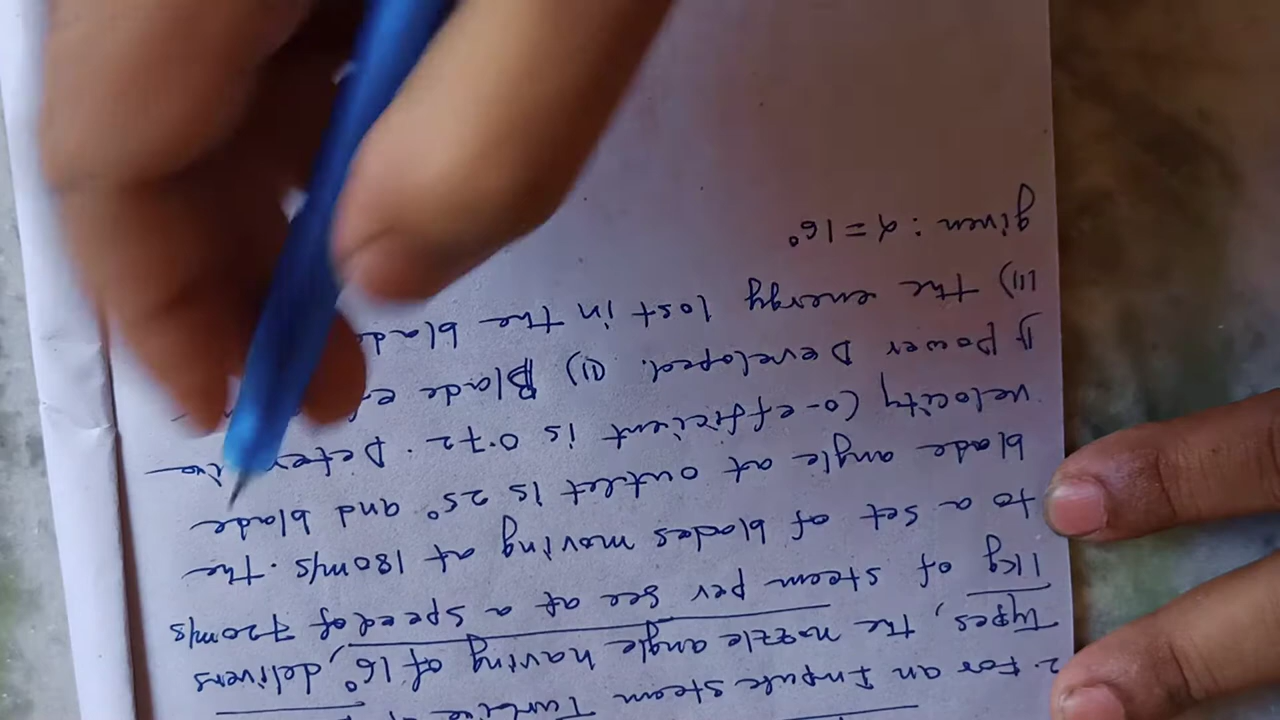 2. For an Impulse steam Turbine
Types, The nozzle angle having of 16°, delivers
1kg of steam per sec at a speed of 720m/s
to a set of blades moving at 180m/s. The
blade angle at outlet is 25° and blade
velocity Co-efficient is 0.72. Determine
I) Power Developed. (II) Blade
III) The energy lost in the blade
given : α = 16°